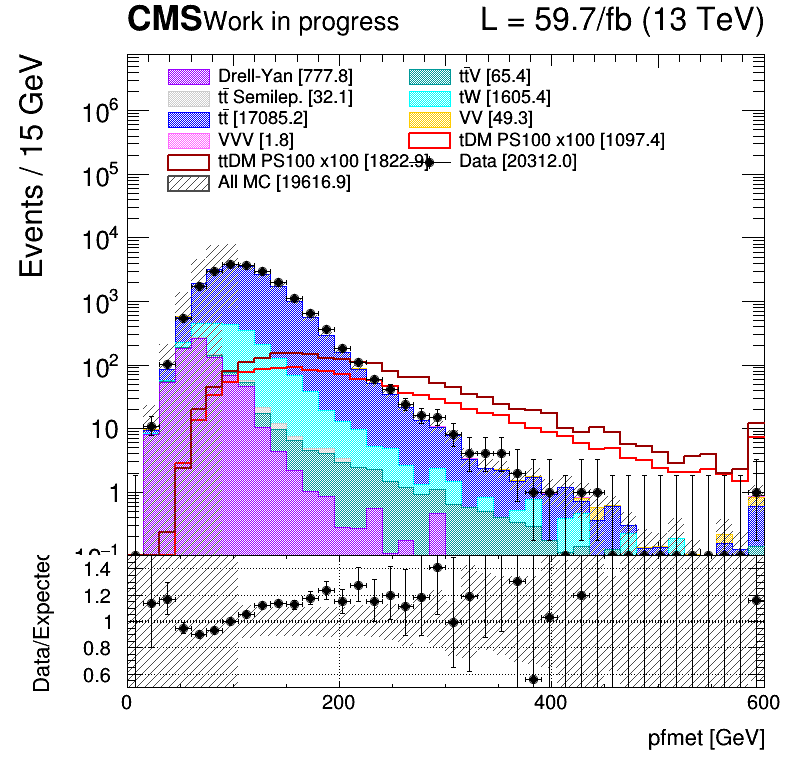 CMS Work in progress L = 59.7/fb (13 TeV)
Events / 15 GeV
Drell-Yan [777.8] tt̄V [65.4]
tt̄ Semilep. [32.1] tW [1605.4]
tt̄ [17085.2] VV [49.3]
VVV [1.8] tDM PS100 x100 [1097.4]
ttDM PS100 x100 [1822.9] Data [20312.0]
All MC [19616.9]
10⁶
10⁵
10⁴
10³
10²
10
1
10⁻¹
Data/Expected
1.4
1.2
1
0.8
0.6
0 200 400 600
pfmet [GeV]